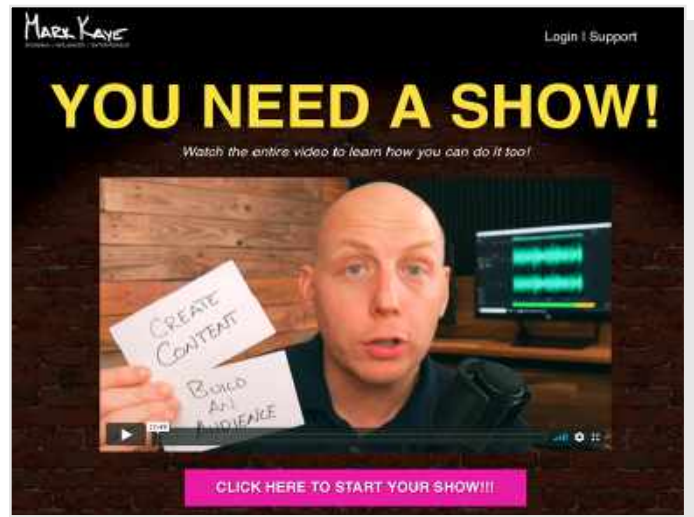 MARK KAYE
Login | Support
YOU NEED A SHOW!
Watch the entire video to learn how you can do it too!
CREATE
CONTENT
BUILD
AN
AUDIENCE
CLICK HERE TO START YOUR SHOW!!!